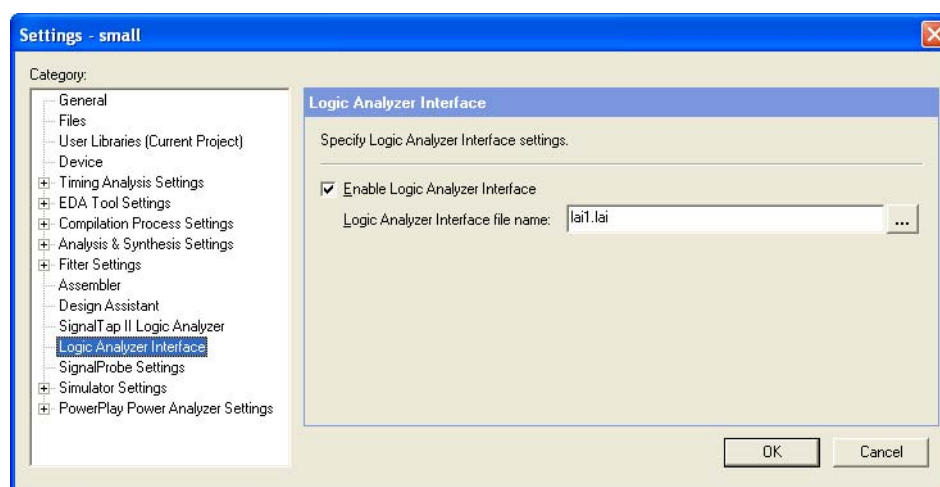 Settings - small
Category:
General
Files
User Libraries (Current Project)
Device
Timing Analysis Settings
EDA Tool Settings
Compilation Process Settings
Analysis & Synthesis Settings
Fitter Settings
Assembler
Design Assistant
SignalTap II Logic Analyzer
Logic Analyzer Interface
SignalProbe Settings
Simulator Settings
PowerPlay Power Analyzer Settings
Logic Analyzer Interface
Specify Logic Analyzer Interface settings.
Enable Logic Analyzer Interface
Logic Analyzer Interface file name: lai1.lai ...
OK Cancel